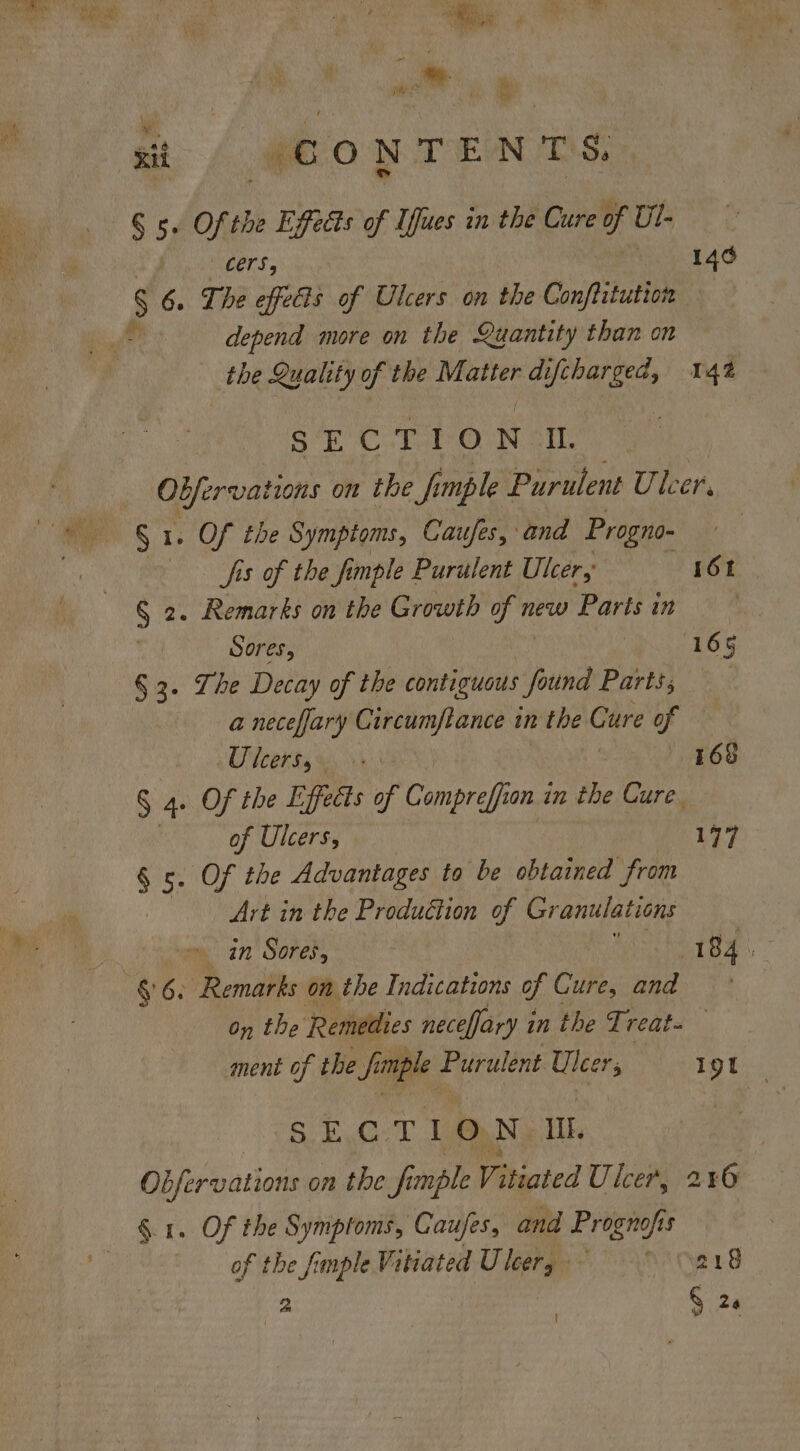 xii CONTENTS.
§ 5. Of the Effects of Iſſues in the Cure of Ul-
cers, 140
§ 6. The effects of Ulcers on the Conſtitution
depend more on the Quantity than on
the Quality of the Matter diſcharged, 142
SECTION II.
Obſervations on the ſimple Purulent Ulcer.
§ 1. Of the Symptoms, Cauſes, and Progno-
ſis of the ſimple Purulent Ulcer, 161
§ 2. Remarks on the Growth of new Parts in
Sores, 165
§ 3. The Decay of the contiguous ſound Parts,
a neceſſary Circumſtance in the Cure of
Ulcers, 168
§ 4. Of the Effects of Compreſſion in the Cure
of Ulcers, 177
§ 5. Of the Advantages to be obtained from
Art in the Production of Granulations
in Sores, 184
§ 6. Remarks on the Indications of Cure, and
on the Remedies neceſſary in the Treat-
ment of the ſimple Purulent Ulcer, 191
SECTION III.
Obſervations on the ſimple Vitiated Ulcer, 216
§ 1. Of the Symptoms, Cauſes, and Prognoſis
of the ſimple Vitiated Ulcer, 218
2 § 2.